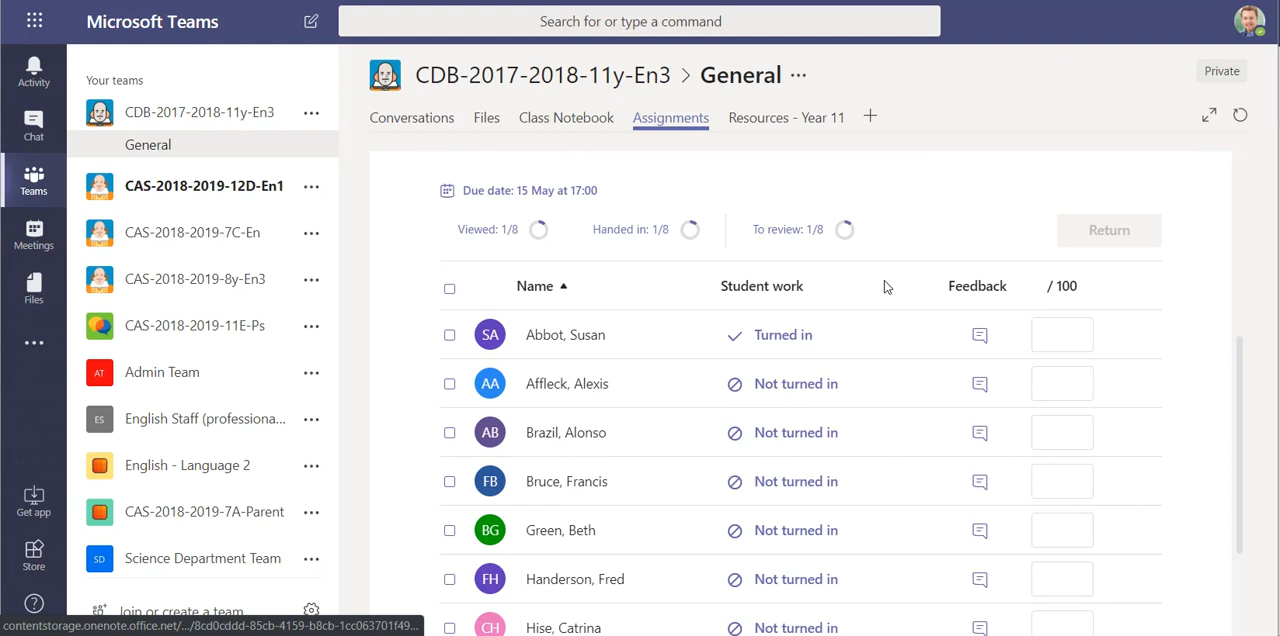 Microsoft Teams
Search for or type a command
Activity
Chat
Teams
Meetings
Files
Get app
Store
Your teams
CDB-2017-2018-11y-En3
General
CAS-2018-2019-12D-En1
CAS-2018-2019-7C-En
CAS-2018-2019-8y-En3
CAS-2018-2019-11E-Ps
AT Admin Team
ES English Staff (professiona...
English - Language 2
CAS-2018-2019-7A-Parent
SD Science Department Team
Join or create a team
contentstorage.onenote.office.net/.../8cd0cddd-85cb-4159-b8cb-1cc063701f49...
CDB-2017-2018-11y-En3 > General ...
Private
Conversations Files Class Notebook Assignments Resources - Year 11 +
Due date: 15 May at 17:00
Viewed: 1/8 Handed in: 1/8 To review: 1/8 Return
Name Student work Feedback / 100
SA Abbot, Susan Turned in
AA Affleck, Alexis Not turned in
AB Brazil, Alonso Not turned in
FB Bruce, Francis Not turned in
BG Green, Beth Not turned in
FH Handerson, Fred Not turned in
CH Hise, Catrina Not turned in